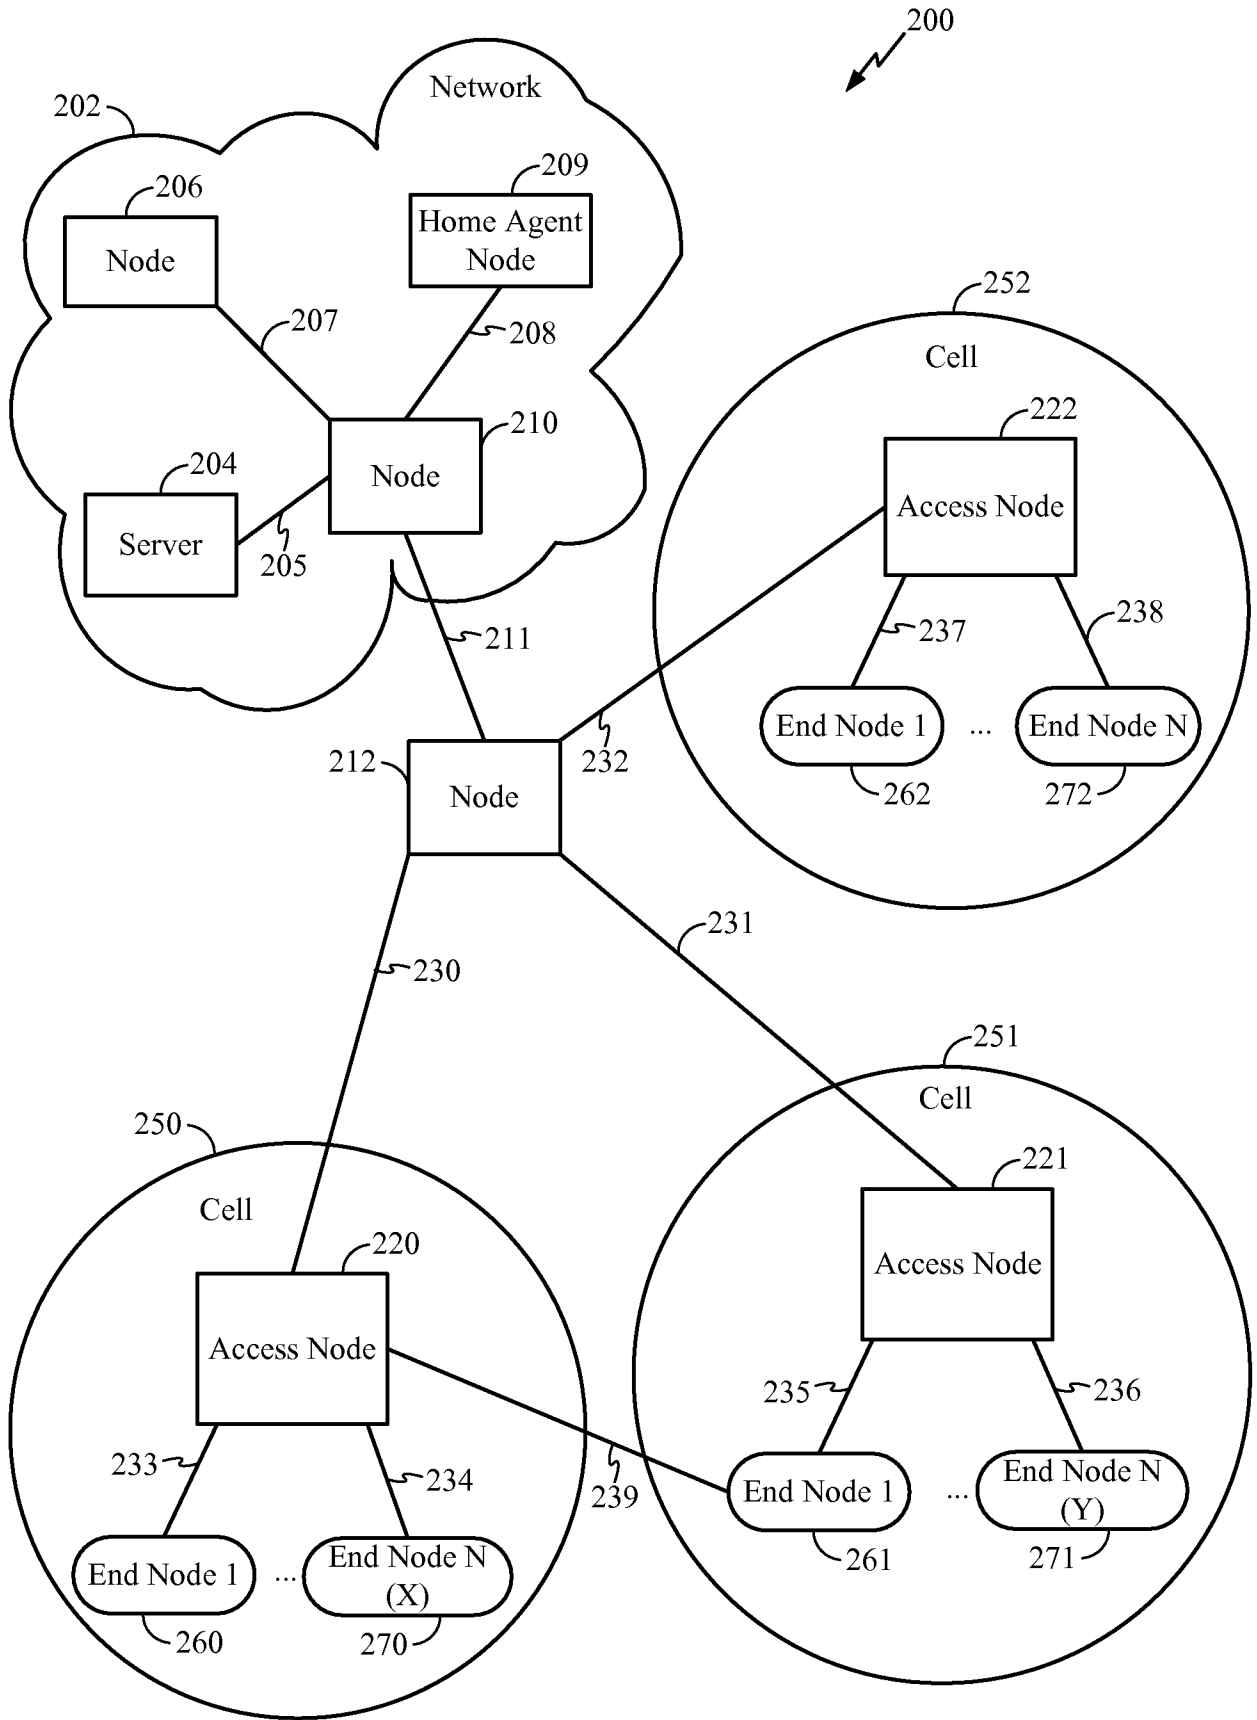 200
Network
202
206
209
Node
Home Agent
Node
207
208
252
Cell
210
222
Node
204
Server
205
Access Node
211
237
238
End Node 1
...
End Node N
212
232
262
272
Node
231
230
251
Cell
250
Cell
221
220
Access Node
Access Node
235
236
233
234
239
End Node 1
...
End Node N
(Y)
261
271
End Node 1
...
End Node N
(X)
260
270